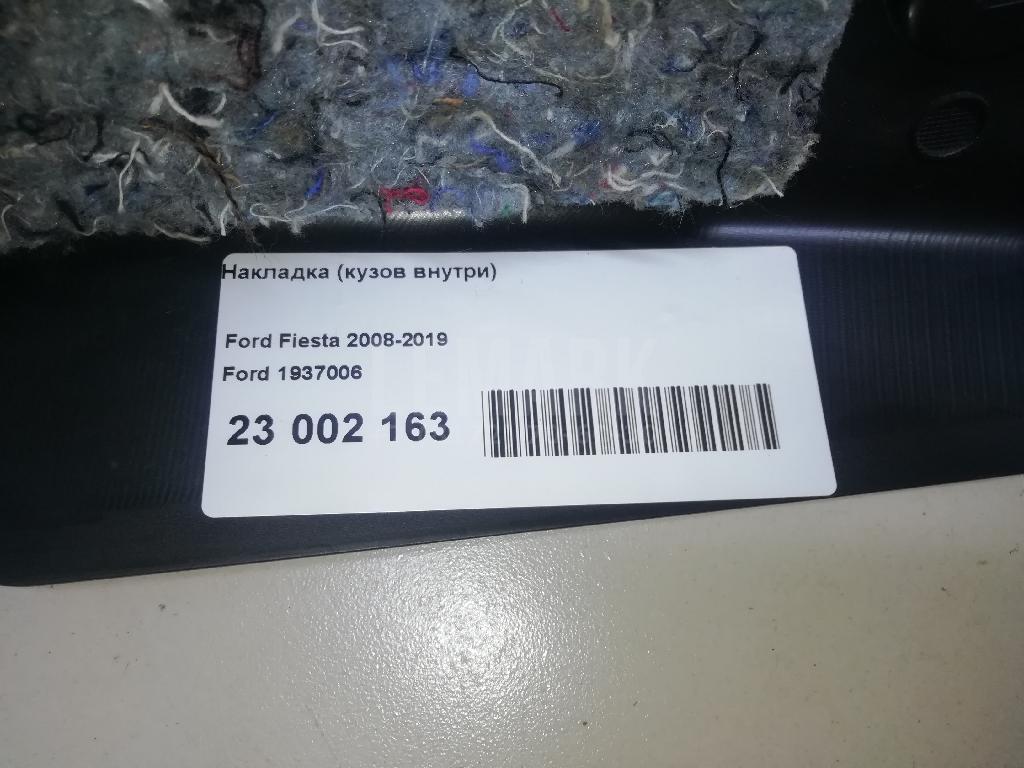 Накладка (кузов внутри)
Ford Fiesta 2008-2019
Ford 1937006
23 002 163